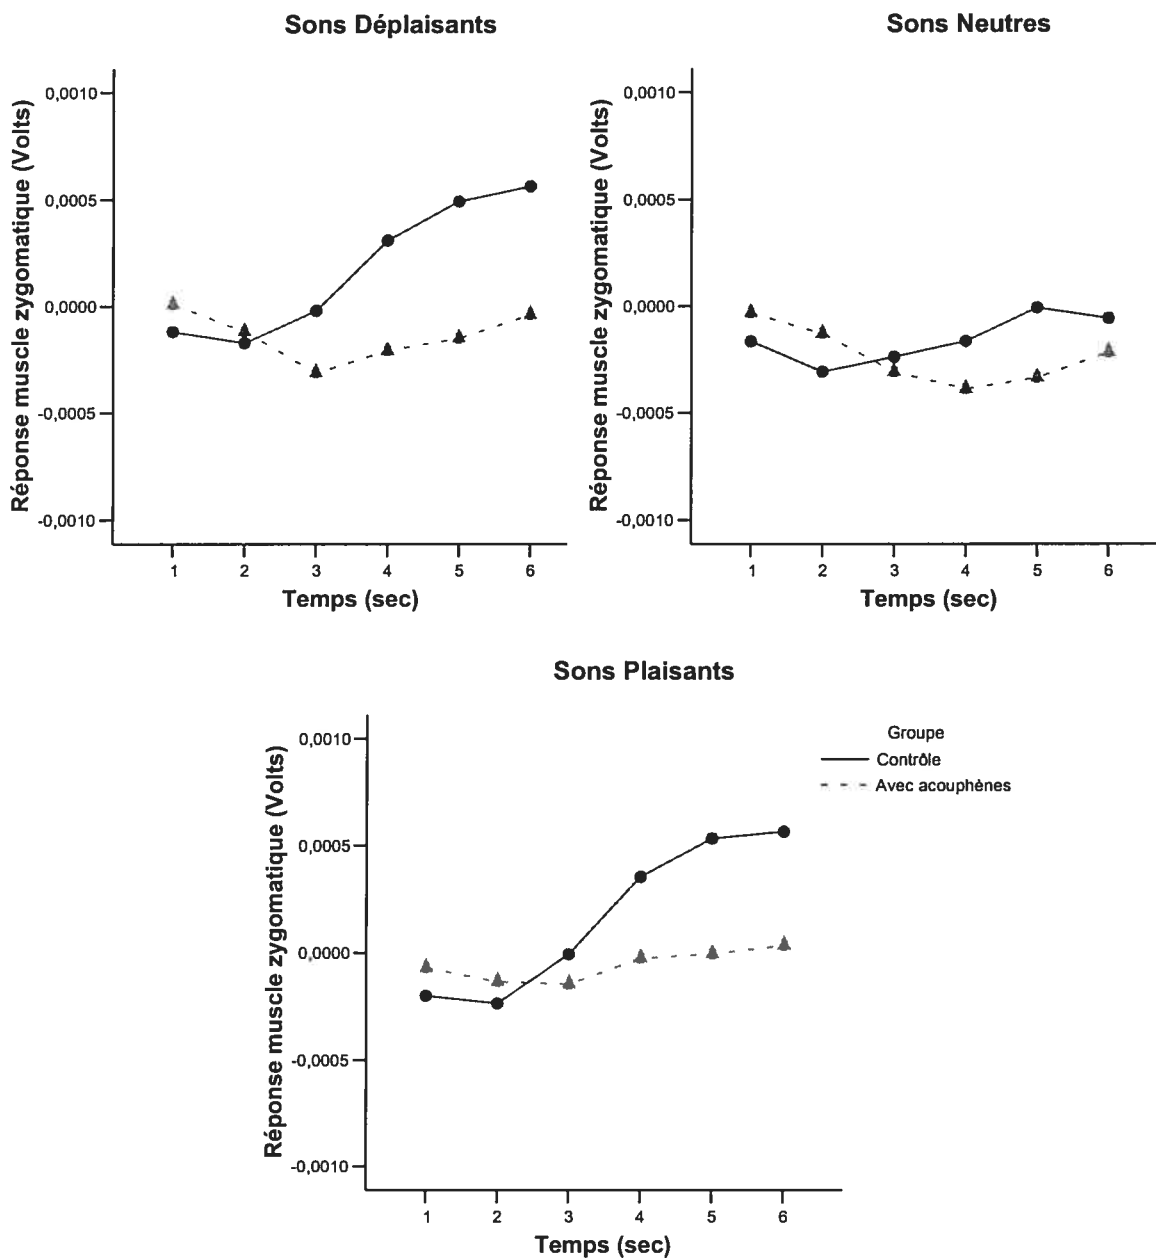 Sons Déplaisants
Réponse muscle zygomatique (Volts)
0,0010
0,0005
0,0000
-0,0005
-0,0010
1 2 3 4 5 6
Temps (sec)
Sons Neutres
Réponse muscle zygomatique (Volts)
0,0010
0,0005
0,0000
-0,0005
-0,0010
1 2 3 4 5 6
Temps (sec)
Sons Plaisants
Réponse muscle zygomatique (Volts)
0,0010
0,0005
0,0000
-0,0005
-0,0010
1 2 3 4 5 6
Temps (sec)
Groupe
Contrôle
Avec acouphènes